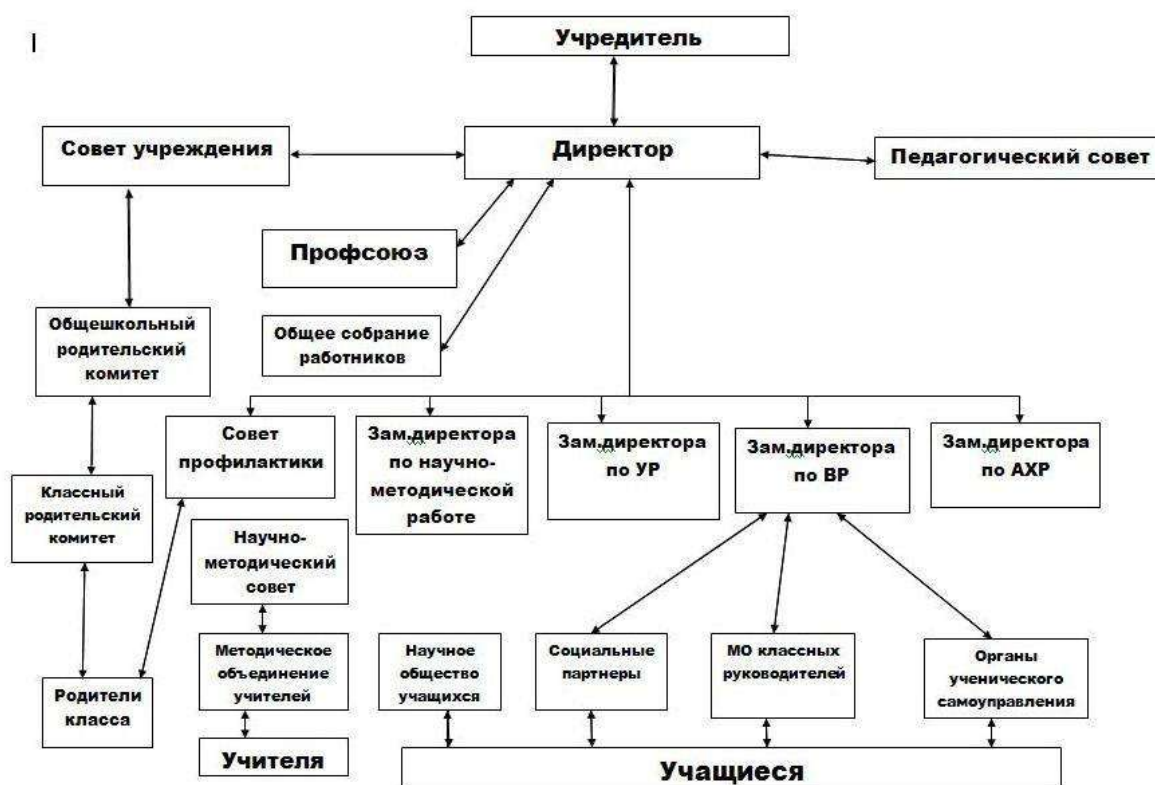 Учредитель
Совет учреждения
Директор
Педагогический совет
Профсоюз
Общешкольный
родительский
комитет
Общее собрание
работников
Совет
профилактики
Зам.директора
по научно-
методической
работе
Зам.директора
по УР
Зам.директора
по ВР
Зам.директора
по АХР
Классный
родительский
комитет
Научно-
методический
совет
Родители
класса
Методическое
объединение
учителей
Научное
общество
учащихся
Социальные
партнеры
МО классных
руководителей
Органы
ученического
самоуправления
Учителя
Учащиеся